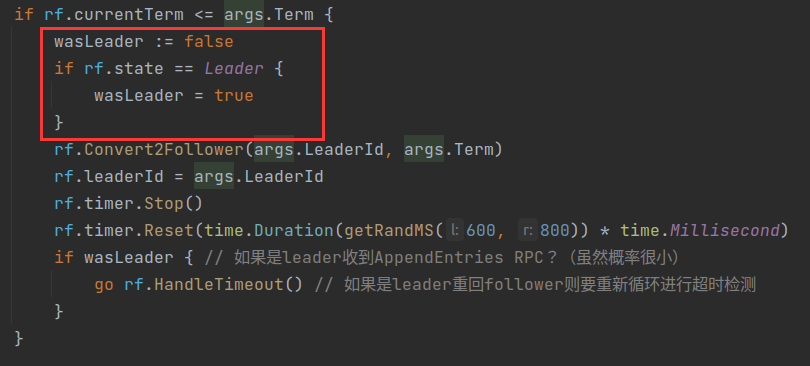 if rf.currentTerm <= args.Term {
    wasLeader := false
    if rf.state == Leader {
        wasLeader = true
    }
    rf.Convert2Follower(args.LeaderId, args.Term)
    rf.leaderId = args.LeaderId
    rf.timer.Stop()
    rf.timer.Reset(time.Duration(getRandMS( l: 600, r: 800)) * time.Millisecond)
    if wasLeader { // 如果是leader收到AppendEntries RPC？（虽然概率很小）
        go rf.HandleTimeout() // 如果是leader重回follower则要重新循环进行超时检测
    }
}